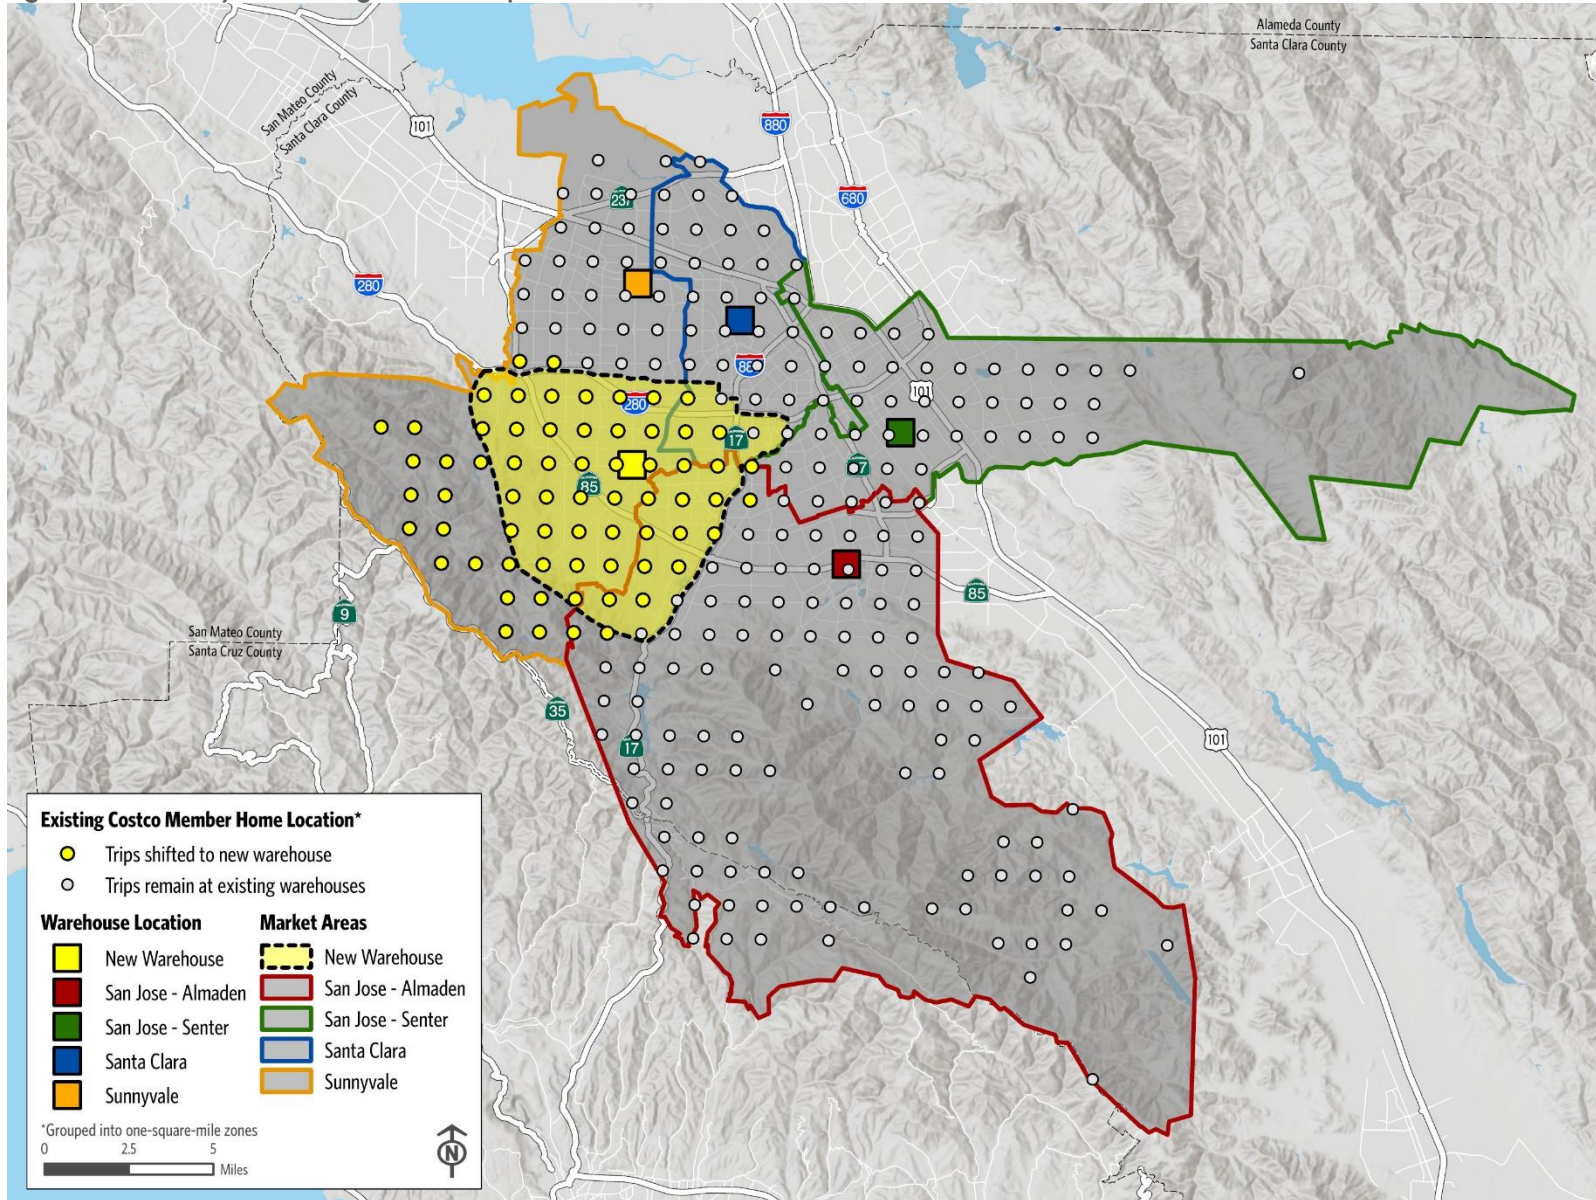 Alameda County
Santa Clara County
San Mateo County
Santa Clara County
101
880
680
237
280
880
101
280
17
87
85
85
9
San Mateo County
Santa Cruz County
35
17
101
Existing Costco Member Home Location*
Trips shifted to new warehouse
Trips remain at existing warehouses
Warehouse Location
New Warehouse
San Jose - Almaden
San Jose - Senter
Santa Clara
Sunnyvale
Market Areas
New Warehouse
San Jose - Almaden
San Jose - Senter
Santa Clara
Sunnyvale
*Grouped into one-square-mile zones
0 2.5 5
Miles
N